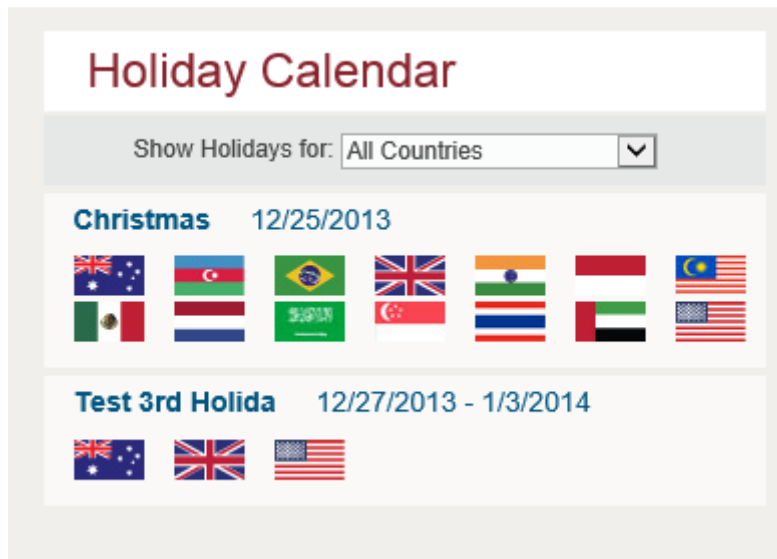 Holiday Calendar
Show Holidays for: All Countries
Christmas 12/25/2013
Test 3rd Holida 12/27/2013 - 1/3/2014